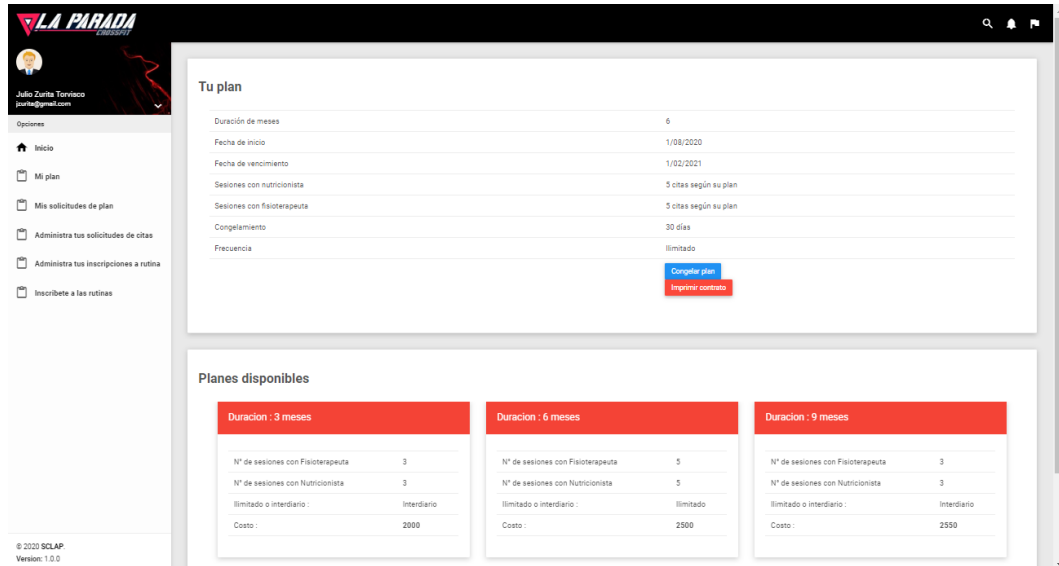 LA PARADA
CROSSFIT
Julio Zurita Torvisco
jzurita@gmail.com
Opciones
Inicio
Mi plan
Mis solicitudes de plan
Administra tus solicitudes de citas
Administra tus inscripciones a rutina
Inscribete a las rutinas
© 2020 SCLAP.
Version: 1.0.0
Tu plan
Duración de meses 6
Fecha de inicio 1/08/2020
Fecha de vencimiento 1/02/2021
Sesiones con nutricionista 5 citas según su plan
Sesiones con fisioterapeuta 5 citas según su plan
Congelamiento 30 días
Frecuencia Ilimitado
Congelar plan
Imprimir contrato
Planes disponibles
Duracion : 3 meses
N° de sesiones con Fisioterapeuta 3
N° de sesiones con Nutricionista 3
Ilimitado o interdiario : Interdiario
Costo : 2000
Duracion : 6 meses
N° de sesiones con Fisioterapeuta 5
N° de sesiones con Nutricionista 5
Ilimitado o interdiario : Ilimitado
Costo : 2500
Duracion : 9 meses
N° de sesiones con Fisioterapeuta 3
N° de sesiones con Nutricionista 3
Ilimitado o interdiario : Interdiario
Costo : 2550